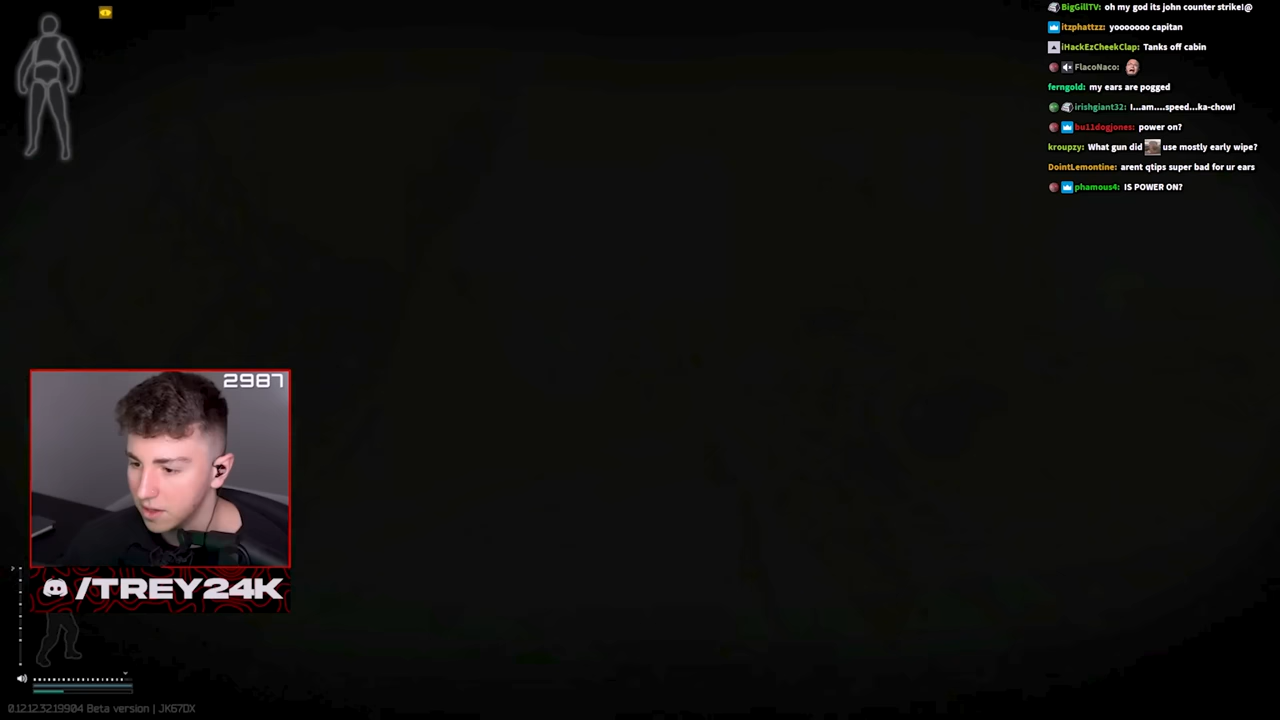 BigGillTV: oh my god its john counter strike!@
itzphattzz: yooooooo capitan
iHackEzCheekClap: Tanks off cabin
FlacoNaco:
ferngold: my ears are pogged
irishgiant32: I...am....speed...ka-chow!
bu11dogjones: power on?
kroupzy: What gun did use mostly early wipe?
DointLemontine: arent qtips super bad for ur ears
phamous4: IS POWER ON?
2987
/TREY24K
0.12.12.32.19904 Beta version | JK67DX